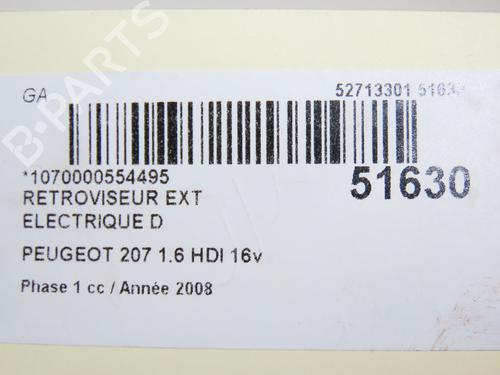 GA
52713301
*1070000554495
51630
RETROVISEUR EXT
ELECTRIQUE D
PEUGEOT 207 1.6 HDI 16v
Phase 1 cc / Année 2008
B-PARTS